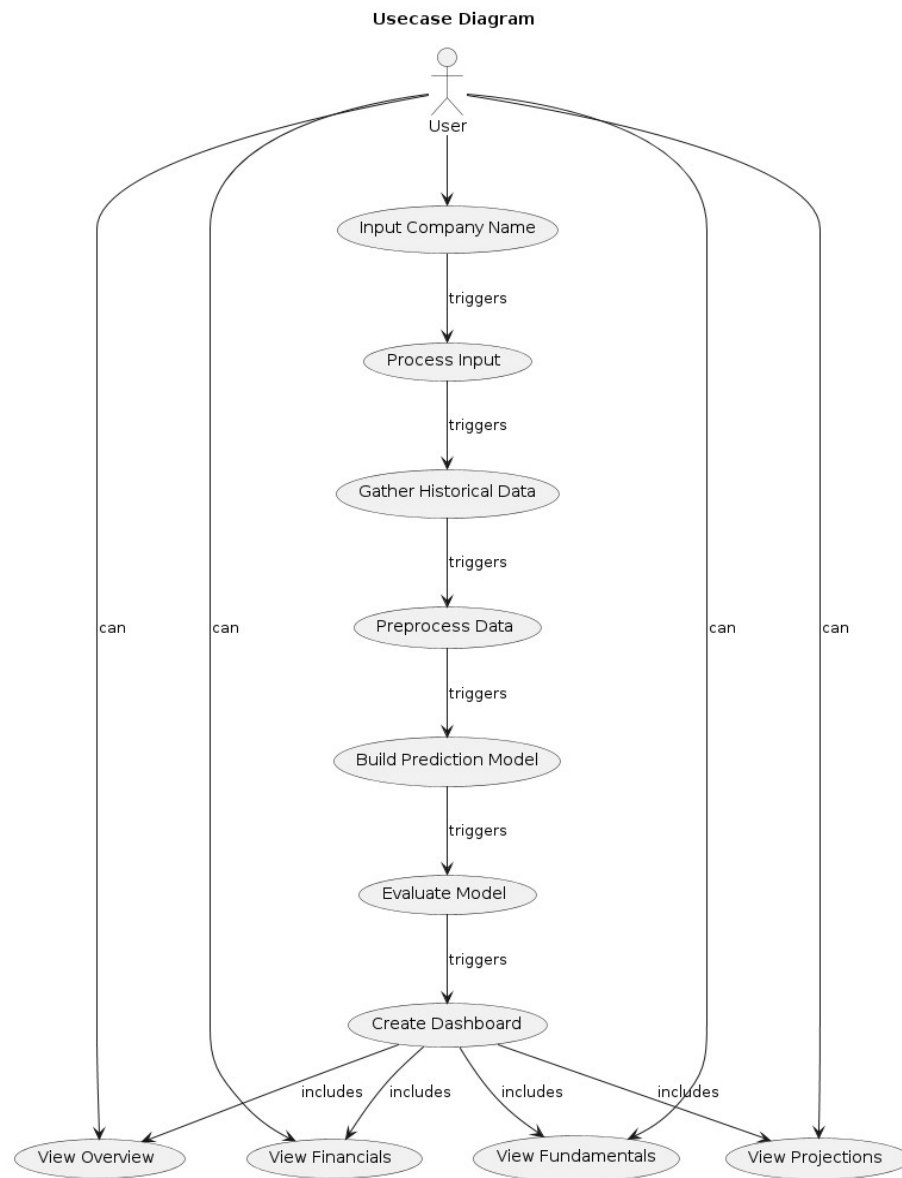 Usecase Diagram
User
Input Company Name
triggers
Process Input
triggers
Gather Historical Data
triggers
Preprocess Data
can
can
can
can
triggers
Build Prediction Model
triggers
Evaluate Model
triggers
Create Dashboard
includes
includes
includes
includes
View Overview
View Financials
View Fundamentals
View Projections